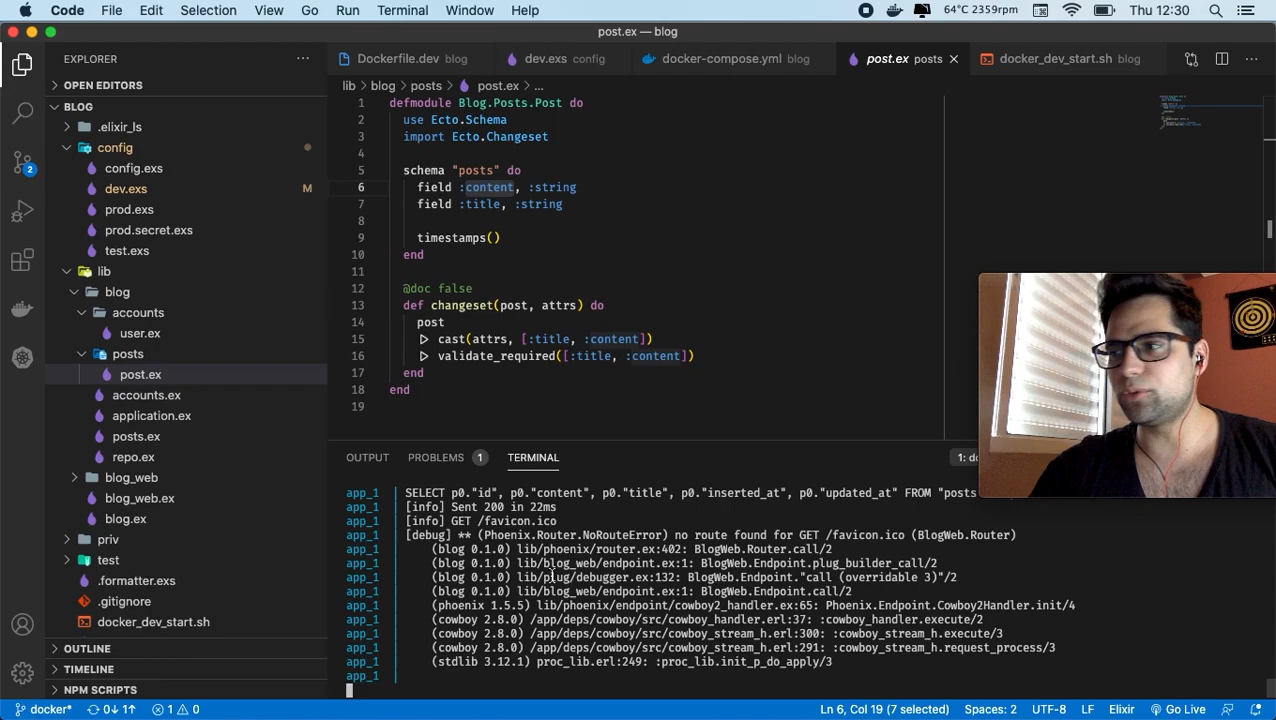 Code File Edit Selection View Go Run Terminal Window Help 64°C 2359rpm Thu 12:30
post.ex — blog
EXPLORER
Dockerfile.dev blog dev.exs config docker-compose.yml blog post.ex posts docker_dev_start.sh blog
OPEN EDITORS
BLOG
.elixir_ls
config
config.exs
dev.exs M
prod.exs
prod.secret.exs
test.exs
lib
blog
accounts
user.ex
posts
post.ex
accounts.ex
application.ex
posts.ex
repo.ex
blog_web
blog_web.ex
blog.ex
priv
test
.formatter.exs
.gitignore
docker_dev_start.sh
OUTLINE
TIMELINE
NPM SCRIPTS
2
lib blog posts post.ex ...
1 defmodule Blog.Posts.Post do
2 use Ecto.Schema
3 import Ecto.Changeset
4
5 schema "posts" do
6 field :content, :string
7 field :title, :string
8
9 timestamps()
10 end
11
12 @doc false
13 def changeset(post, attrs) do
14 post
15 ▷ cast(attrs, [:title, :content])
16 ▷ validate_required([:title, :content])
17 end
18 end
19
OUTPUT PROBLEMS 1 TERMINAL
app_1 | SELECT p0."id", p0."content", p0."title", p0."inserted_at", p0."updated_at" FROM "posts
app_1 | [info] Sent 200 in 22ms
app_1 | [info] GET /favicon.ico
app_1 | [debug] ** (Phoenix.Router.NoRouteError) no route found for GET /favicon.ico (BlogWeb.Router)
app_1 | (blog 0.1.0) lib/phoenix/router.ex:402: BlogWeb.Router.call/2
app_1 | (blog 0.1.0) lib/blog_web/endpoint.ex:1: BlogWeb.Endpoint.plug_builder_call/2
app_1 | (blog 0.1.0) lib/plug/debugger.ex:132: BlogWeb.Endpoint."call (overridable 3)"/2
app_1 | (blog 0.1.0) lib/blog_web/endpoint.ex:1: BlogWeb.Endpoint.call/2
app_1 | (phoenix 1.5.5) lib/phoenix/endpoint/cowboy2_handler.ex:65: Phoenix.Endpoint.Cowboy2Handler.init/4
app_1 | (cowboy 2.8.0) /app/deps/cowboy/src/cowboy_handler.erl:37: :cowboy_handler.execute/2
app_1 | (cowboy 2.8.0) /app/deps/cowboy/src/cowboy_stream_h.erl:300: :cowboy_stream_h.execute/3
app_1 | (cowboy 2.8.0) /app/deps/cowboy/src/cowboy_stream_h.erl:291: :cowboy_stream_h.request_process/3
app_1 | (stdlib 3.12.1) proc_lib.erl:249: :proc_lib.init_p_do_apply/3
app_1 |
docker* 0↓ 1↑ 1 0 Ln 6, Col 19 (7 selected) Spaces: 2 UTF-8 LF Elixir Go Live